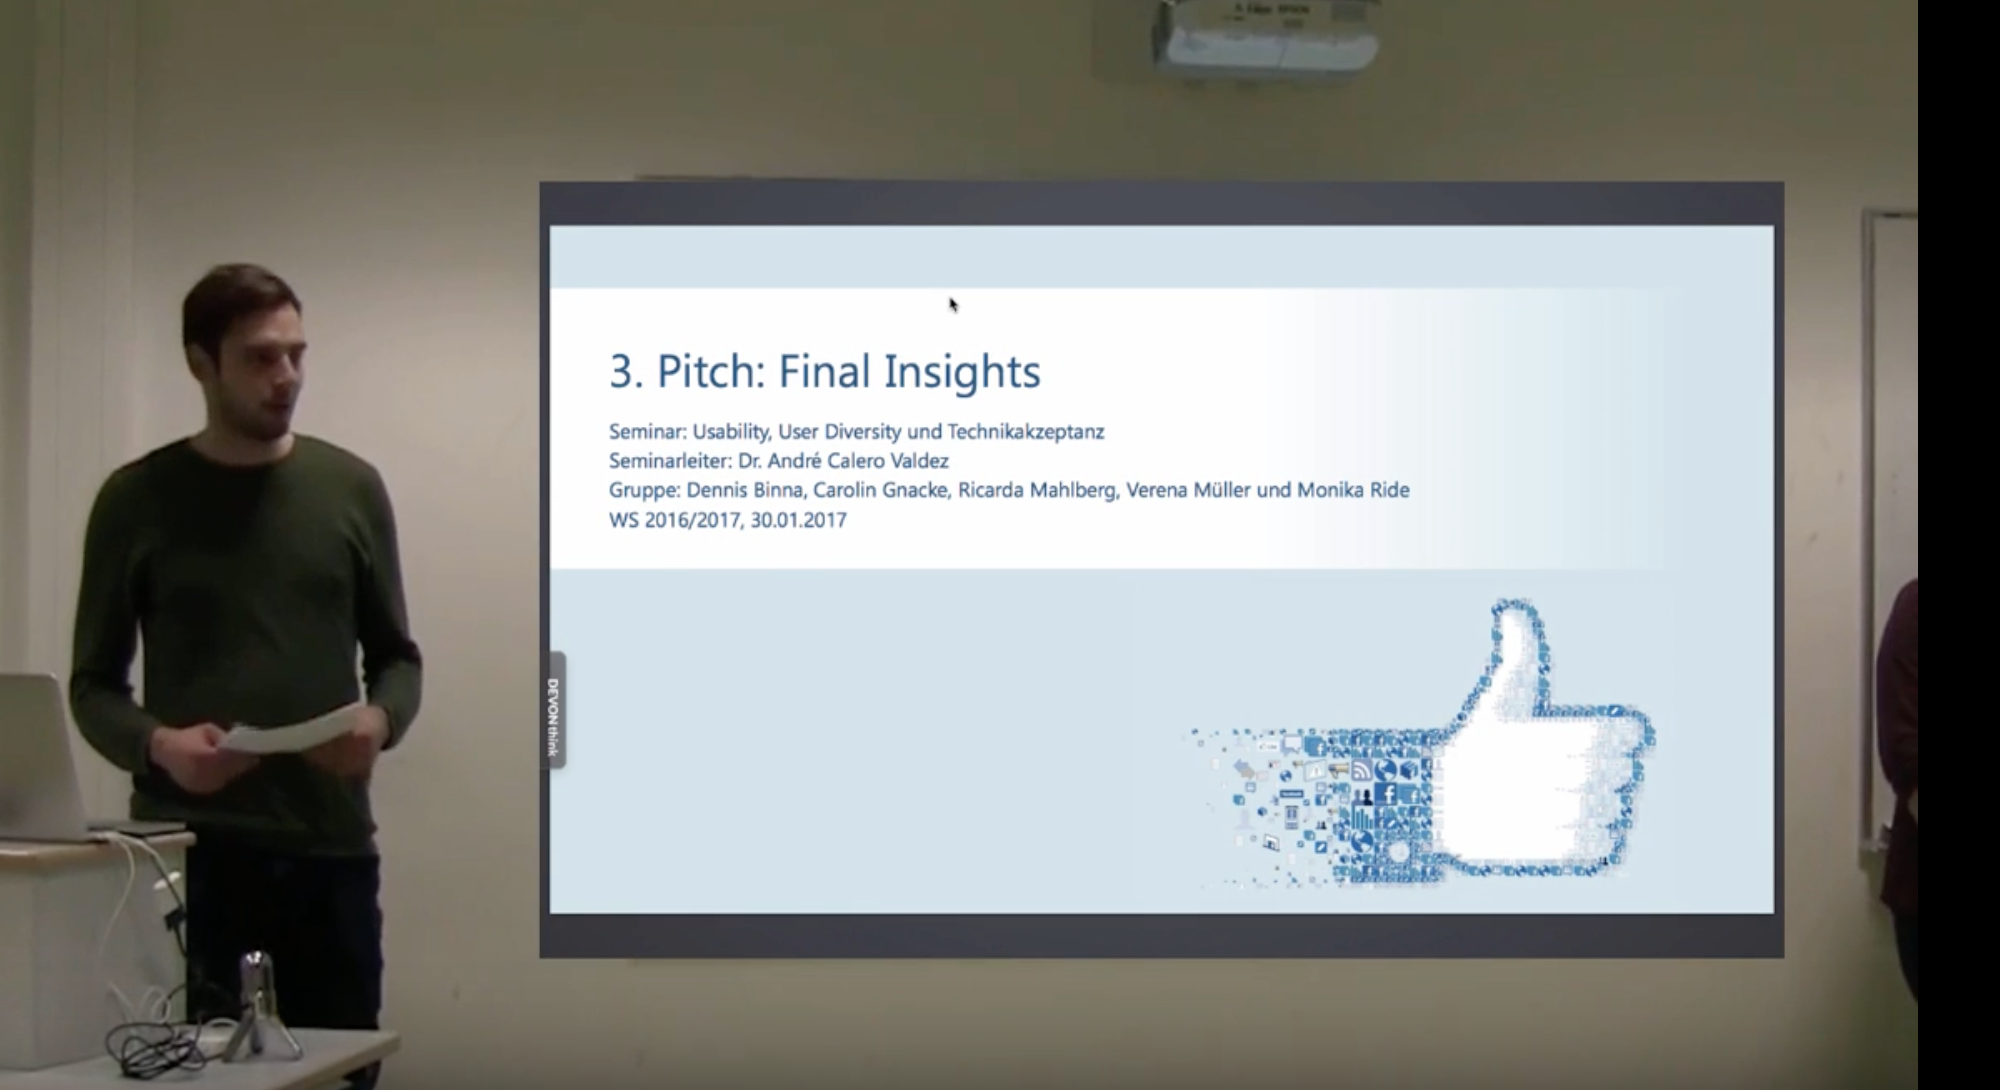 EPSON
3. Pitch: Final Insights
Seminar: Usability, User Diversity und Technikakzeptanz
Seminarleiter: Dr. André Calero Valdez
Gruppe: Dennis Binna, Carolin Gnacke, Ricarda Mahlberg, Verena Müller und Monika Ride
WS 2016/2017, 30.01.2017
DEVONthink